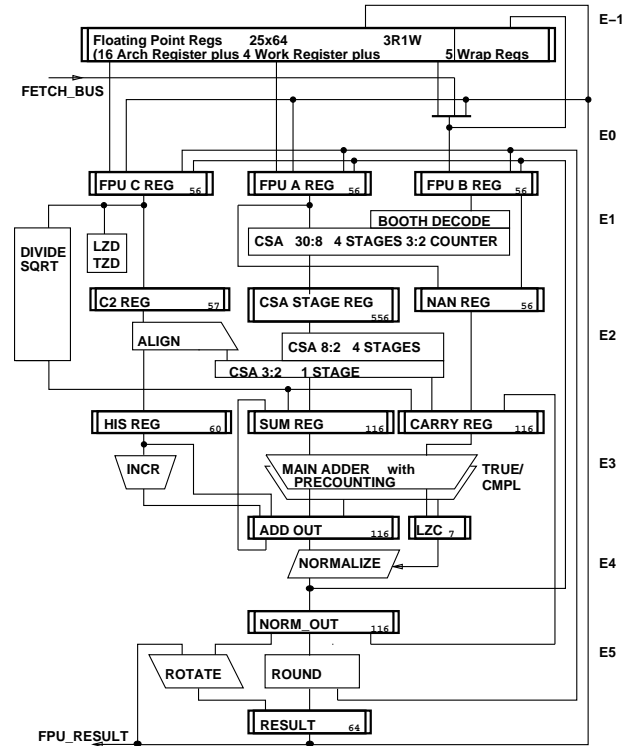 E−1
Floating Point Regs 25x64 3R1W
(16 Arch Register plus 4 Work Register plus 5 Wrap Regs
FETCH_BUS
E0
FPU C REG 56
FPU A REG 56
FPU B REG 56
E1
BOOTH DECODE
DIVIDE
SQRT
LZD
TZD
CSA 30:8 4 STAGES 3:2 COUNTER
C2 REG 57
CSA STAGE REG 556
NAN REG 56
E2
ALIGN
CSA 8:2 4 STAGES
CSA 3:2 1 STAGE
HIS REG 60
SUM REG 116
CARRY REG 116
E3
INCR
MAIN ADDER with
PRECOUNTING
TRUE/
CMPL
ADD OUT 116
LZC 7
E4
NORMALIZE
NORM_OUT 116
E5
ROTATE
ROUND
RESULT 64
FPU_RESULT